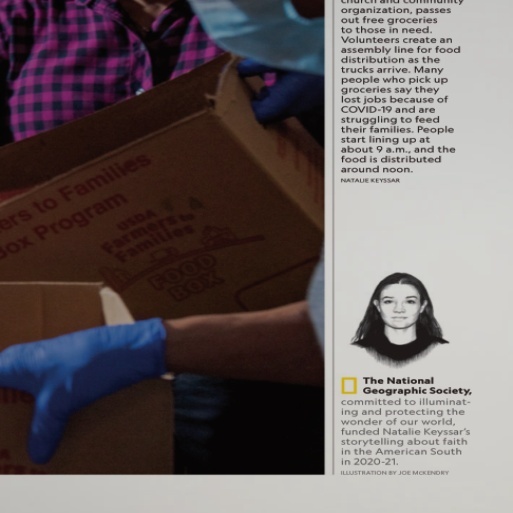 church and community
organization, passes
out free groceries
to those in need.
Volunteers create an
assembly line for food
distribution as the
trucks arrive. Many
people who pick up
groceries say they
lost jobs because of
COVID-19 and are
struggling to feed
their families. People
start lining up at
about 9 a.m., and the
food is distributed
around noon.
NATALIE KEYSSAR
ers to Families
Box Program
USDA
Farmers to
Families
FOOD
BOX
The National
Geographic Society,
committed to illuminat-
ing and protecting the
wonder of our world,
funded Natalie Keyssar's
storytelling about faith
in the American South
in 2020-21.
ILLUSTRATION BY JOE MCKENDRY